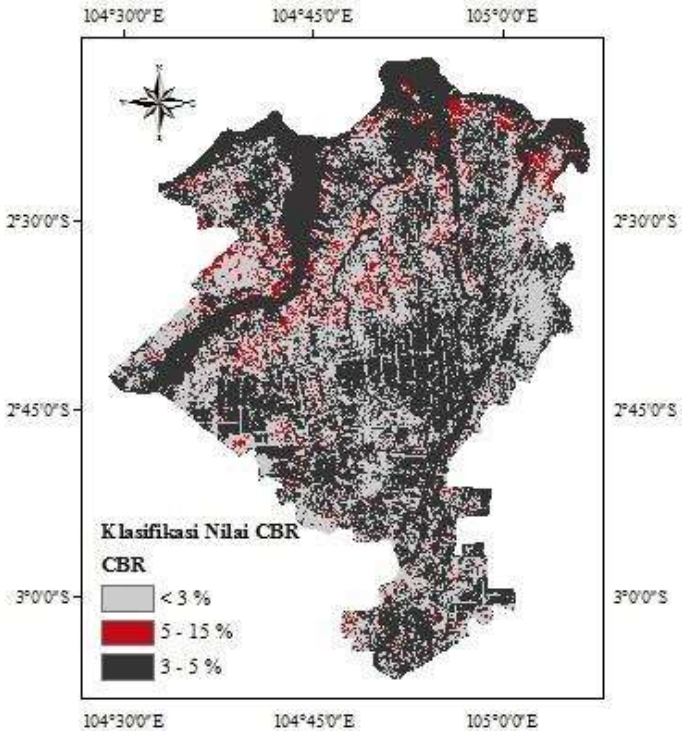 104°30'0"E 104°45'0"E 105°0'0"E
2°30'0"S 2°30'0"S
2°45'0"S 2°45'0"S
Klasifikasi Nilai CBR
CBR
3°0'0"S 3°0'0"S
< 3 %
5 - 15 %
3 - 5 %
104°30'0"E 104°45'0"E 105°0'0"E